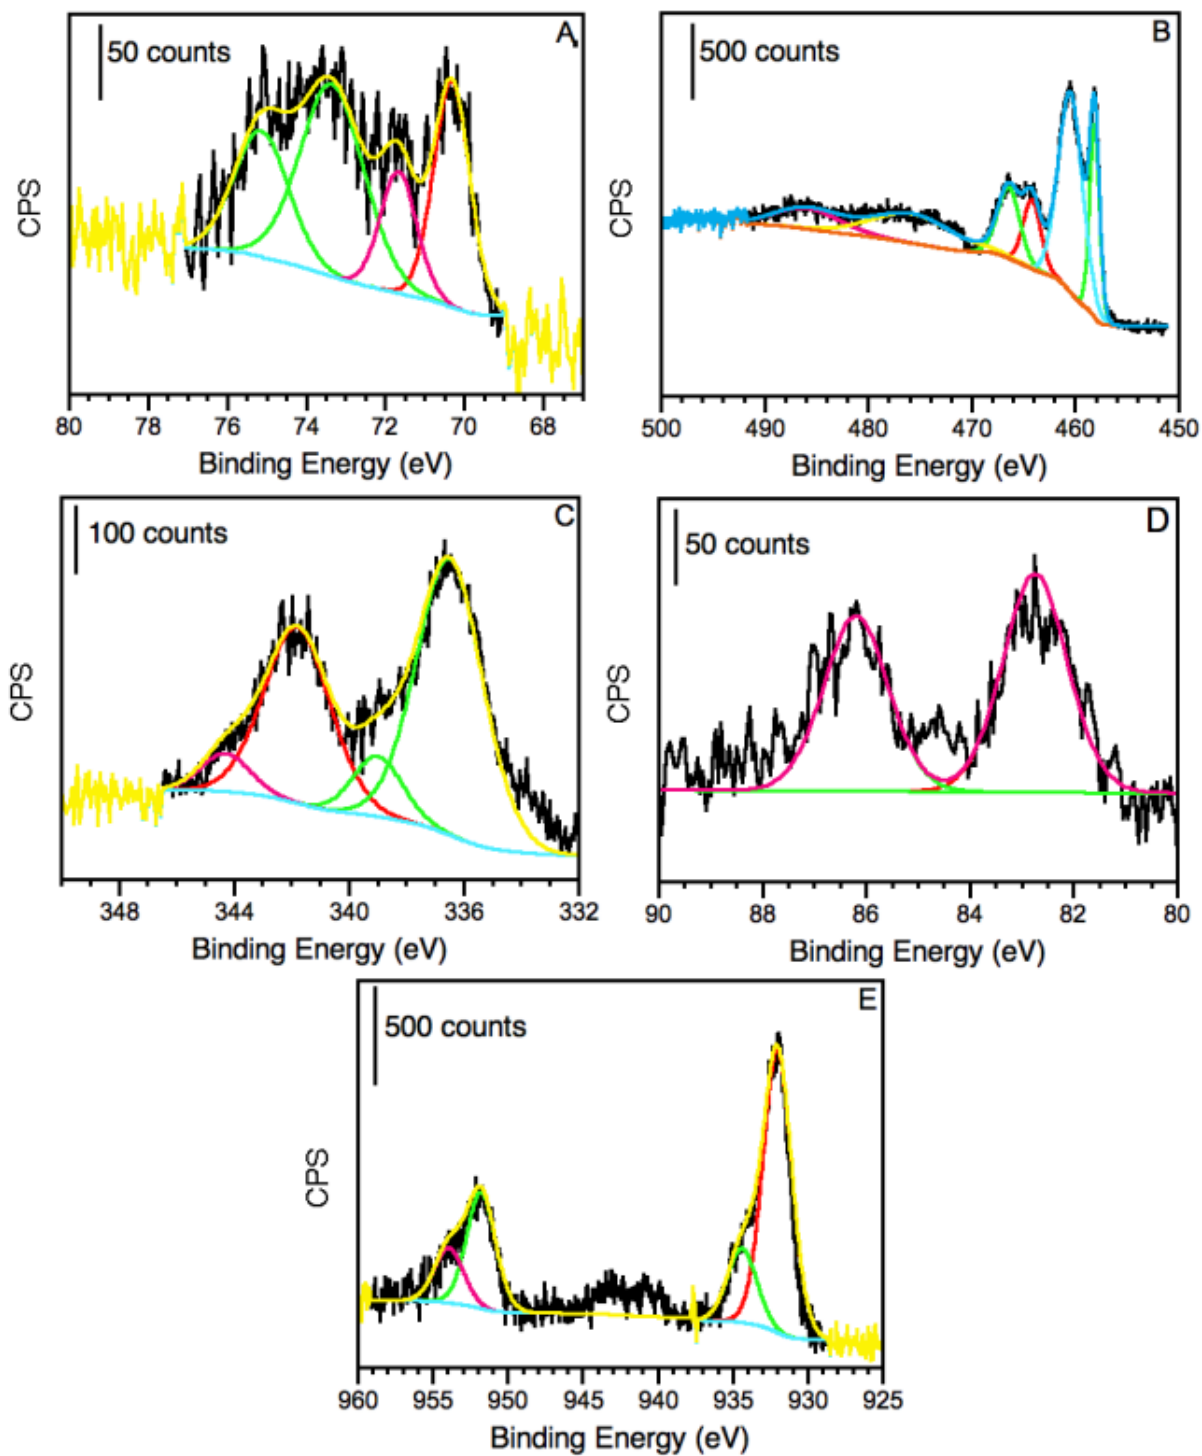 A
50 counts
CPS
80 78 76 74 72 70 68
Binding Energy (eV)
B
500 counts
CPS
500 490 480 470 460 450
Binding Energy (eV)
C
100 counts
CPS
348 344 340 336 332
Binding Energy (eV)
D
50 counts
CPS
90 88 86 84 82 80
Binding Energy (eV)
E
500 counts
CPS
960 955 950 945 940 935 930 925
Binding Energy (eV)